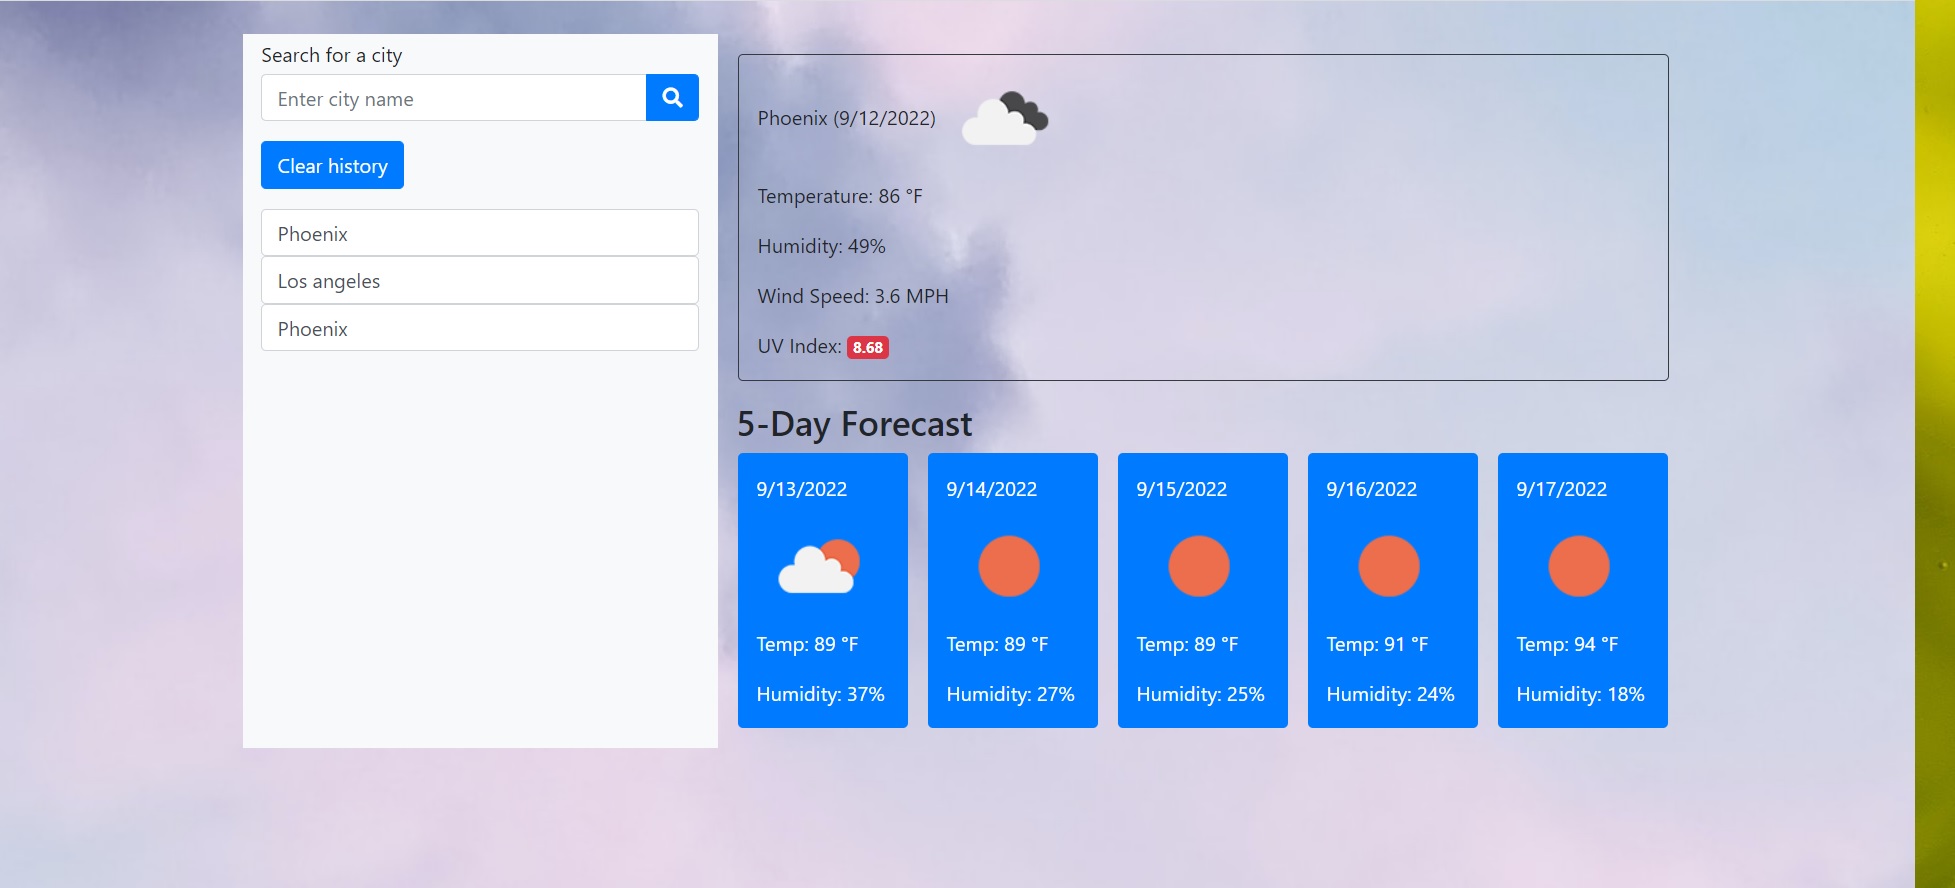 Search for a city
Enter city name
Clear history
Phoenix
Los angeles
Phoenix
Phoenix (9/12/2022)
Temperature: 86 °F
Humidity: 49%
Wind Speed: 3.6 MPH
UV Index: 8.68
5-Day Forecast
9/13/2022
Temp: 89 °F
Humidity: 37%
9/14/2022
Temp: 89 °F
Humidity: 27%
9/15/2022
Temp: 89 °F
Humidity: 25%
9/16/2022
Temp: 91 °F
Humidity: 24%
9/17/2022
Temp: 94 °F
Humidity: 18%